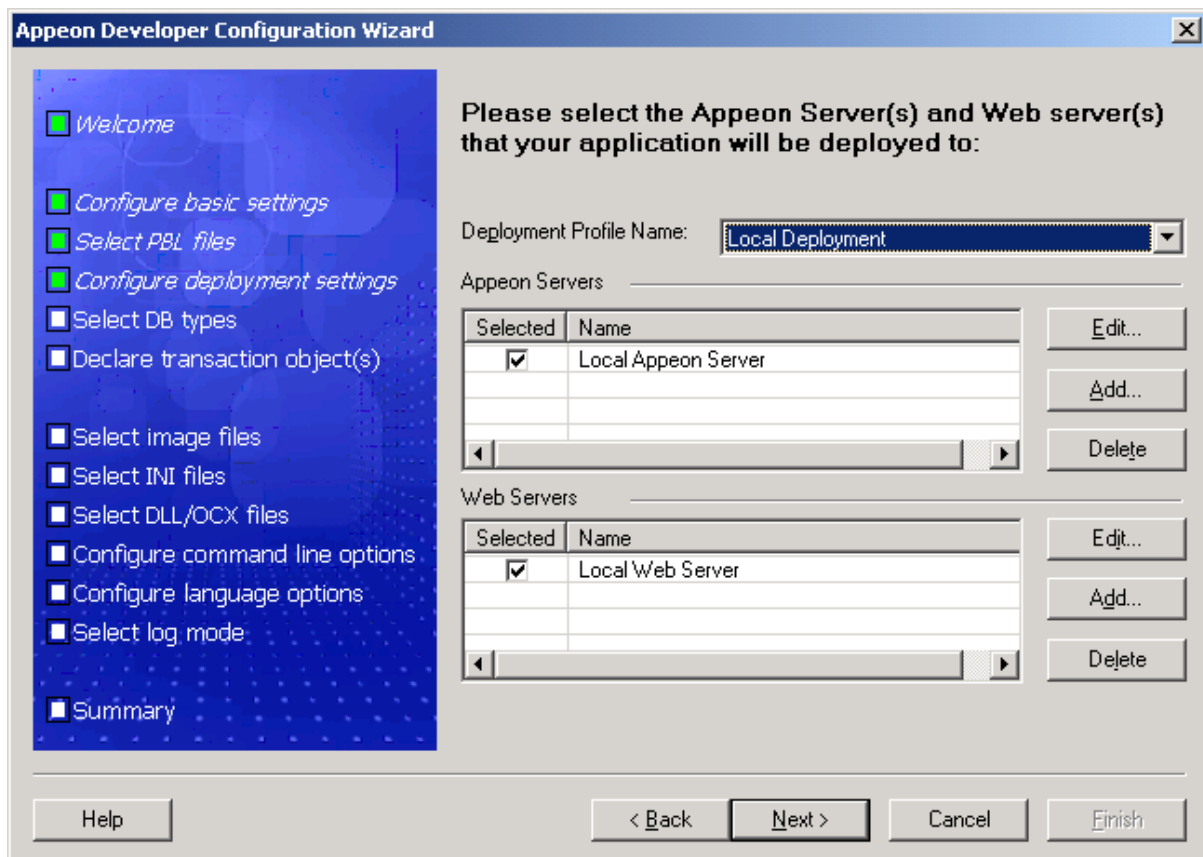 Appeon Developer Configuration Wizard
Welcome
Configure basic settings
Select PBL files
Configure deployment settings
Select DB types
Declare transaction object(s)
Select image files
Select INI files
Select DLL/OCX files
Configure command line options
Configure language options
Select log mode
Summary
Please select the Appeon Server(s) and Web server(s)
that your application will be deployed to:
Deployment Profile Name: Local Deployment
Appeon Servers
Selected Name
Local Appeon Server
Edit...
Add...
Delete
Web Servers
Selected Name
Local Web Server
Edit...
Add...
Delete
Help
< Back
Next >
Cancel
Finish